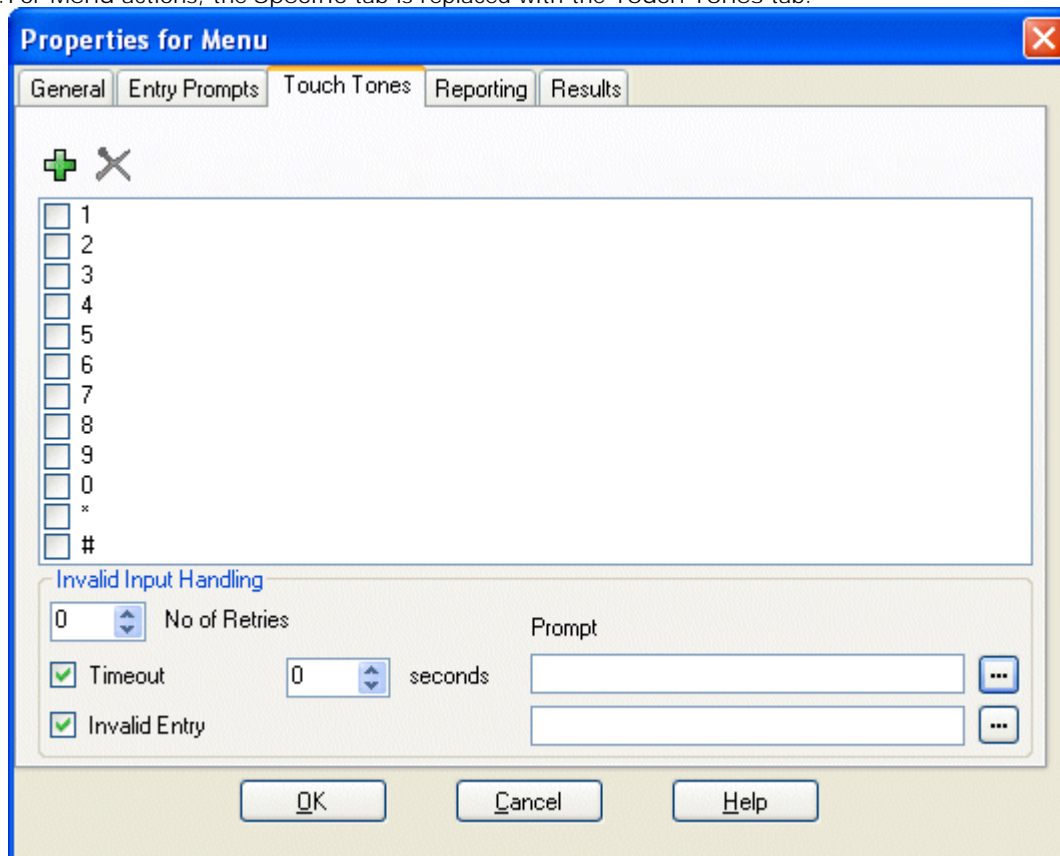 For Menu actions, the Specific tab is replaced with the Touch Tones tab.
Properties for Menu
General Entry Prompts Touch Tones Reporting Results
1
2
3
4
5
6
7
8
9
0
*
#
Invalid Input Handling
0 No of Retries
Prompt
Timeout 0 seconds ...
Invalid Entry ...
OK Cancel Help